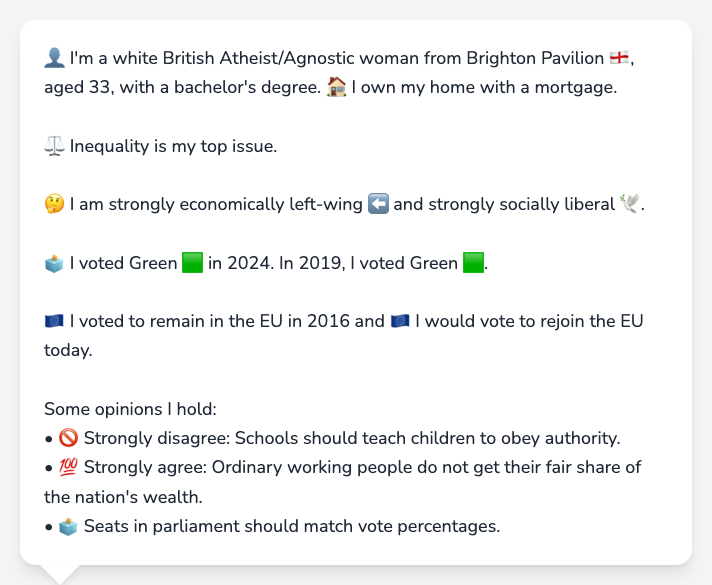 👤 I'm a white British Atheist/Agnostic woman from Brighton Pavilion 🏴󠁧󠁢󠁥󠁮󠁧󠁿,
aged 33, with a bachelor's degree. 🏠 I own my home with a mortgage.
⚖️ Inequality is my top issue.
🤔 I am strongly economically left-wing ⬅️ and strongly socially liberal 🕊️.
🗳️ I voted Green 🟩 in 2024. In 2019, I voted Green 🟩.
🇪🇺 I voted to remain in the EU in 2016 and 🇪🇺 I would vote to rejoin the EU
today.
Some opinions I hold:
• 🚫 Strongly disagree: Schools should teach children to obey authority.
• 💯 Strongly agree: Ordinary working people do not get their fair share of
the nation's wealth.
• 🗳️ Seats in parliament should match vote percentages.